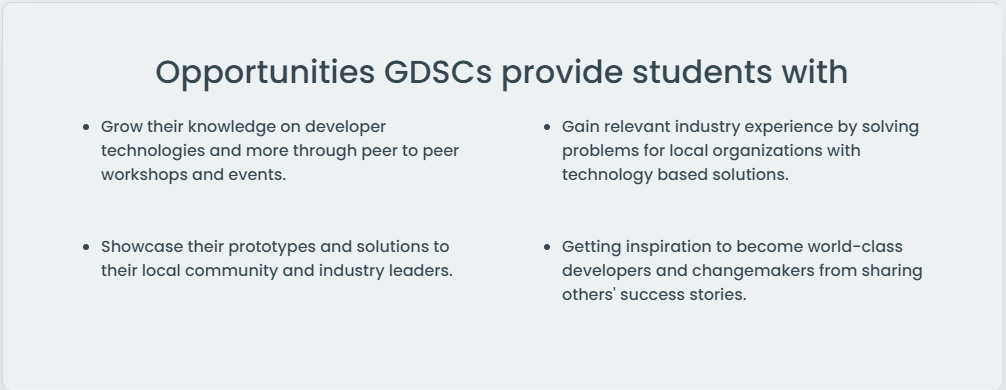 Opportunities GDSCs provide students with
• Grow their knowledge on developer
technologies and more through peer to peer
workshops and events.
• Gain relevant industry experience by solving
problems for local organizations with
technology based solutions.
• Showcase their prototypes and solutions to
their local community and industry leaders.
• Getting inspiration to become world-class
developers and changemakers from sharing
others' success stories.